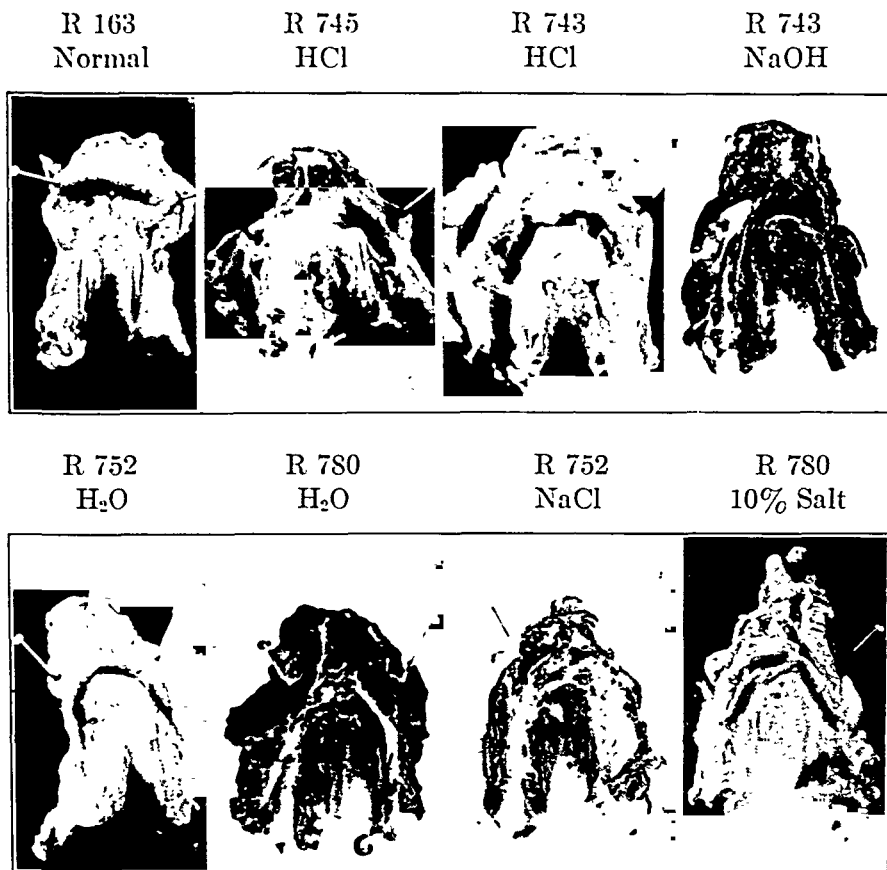 R 163
Normal
R 745
HCl
R 743
HCl
R 743
NaOH
R 752
H₂O
R 780
H₂O
R 752
NaCl
R 780
10% Salt